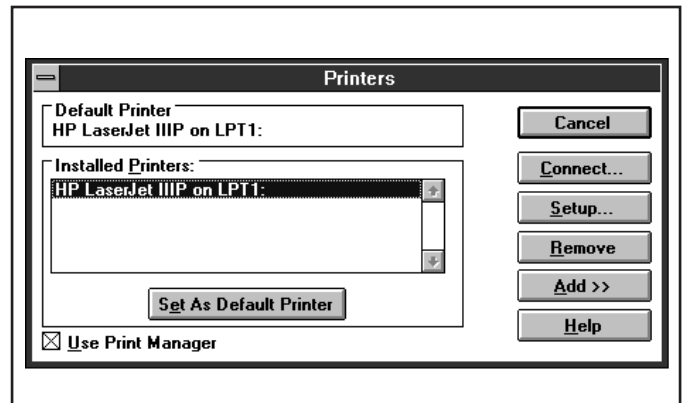 Printers
Default Printer
HP LaserJet IIIP on LPT1:
Installed Printers:
HP LaserJet IIIP on LPT1:
Set As Default Printer
Use Print Manager
Cancel
Connect...
Setup...
Remove
Add >>
Help